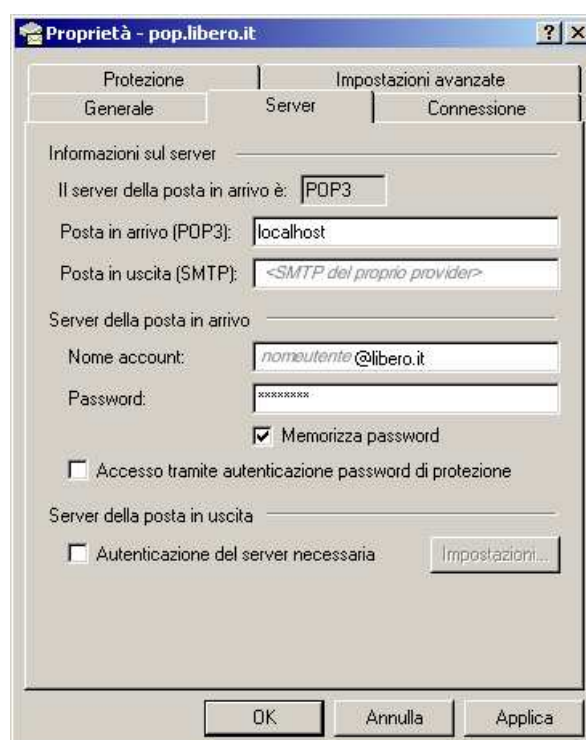 Proprietà - pop.libero.it
Protezione Impostazioni avanzate
Generale Server Connessione
Informazioni sul server
Il server della posta in arrivo è: POP3
Posta in arrivo (POP3): localhost
Posta in uscita (SMTP): <SMTP del proprio provider>
Server della posta in arrivo
Nome account: nomeutente@libero.it
Password: ********
Memorizza password
Accesso tramite autenticazione password di protezione
Server della posta in uscita
Autenticazione del server necessaria Impostazioni...
OK Annulla Applica